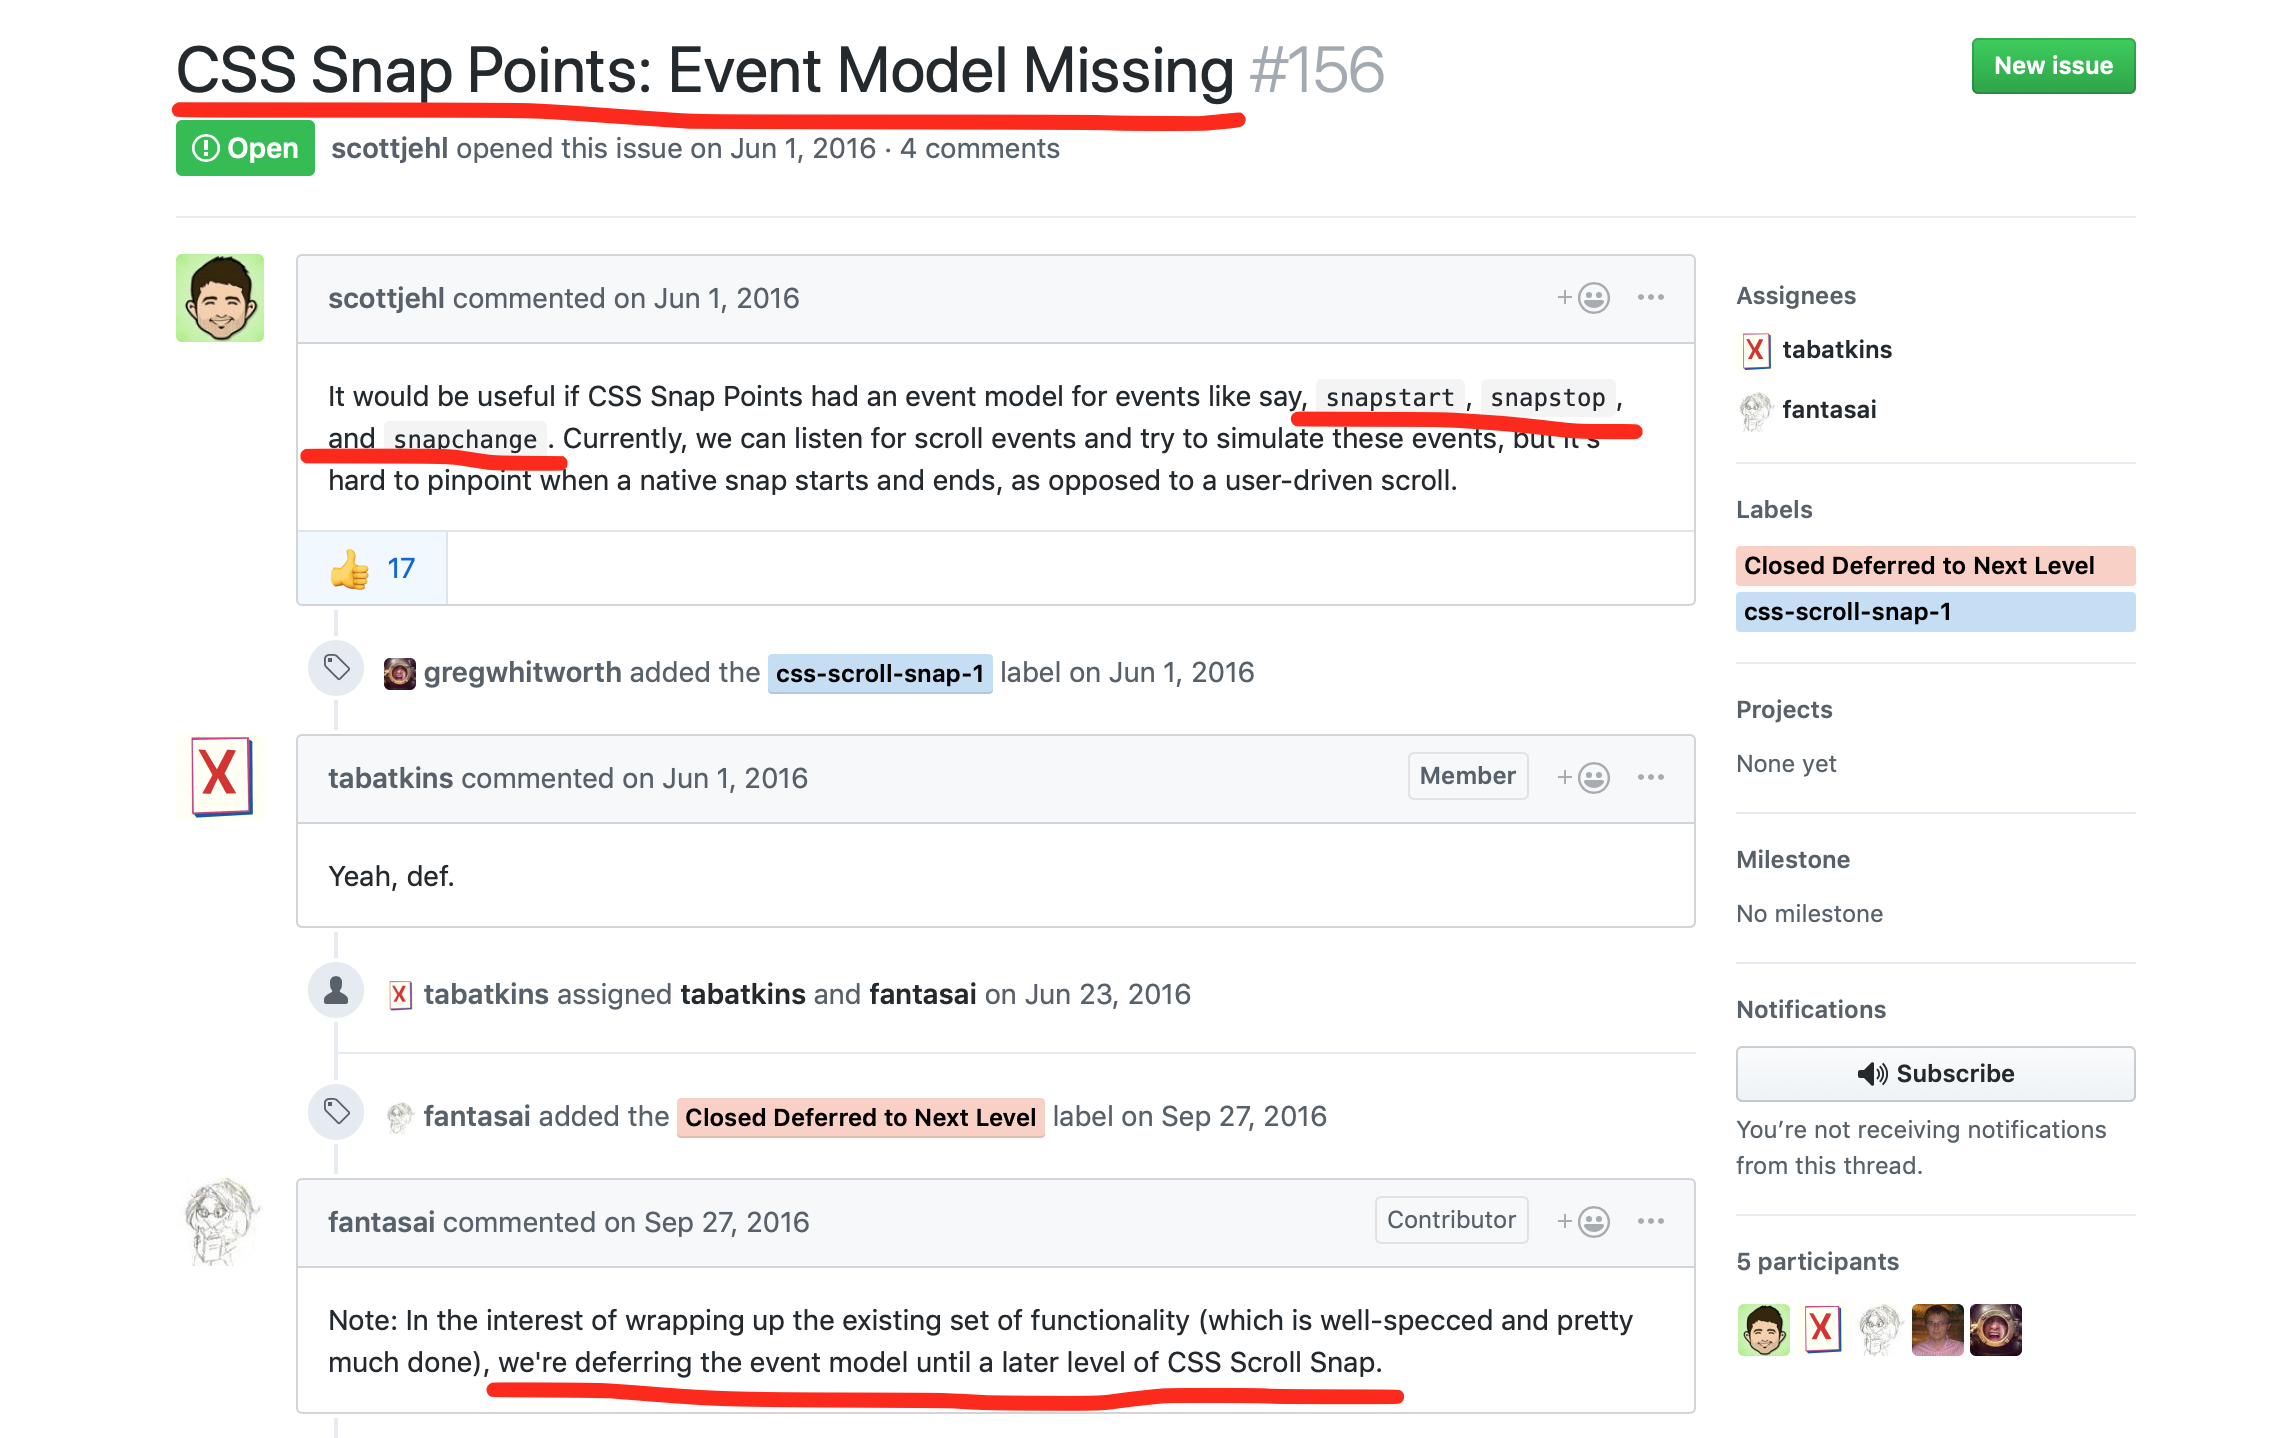 CSS Snap Points: Event Model Missing #156
New issue
Open scottjehl opened this issue on Jun 1, 2016 · 4 comments
scottjehl commented on Jun 1, 2016
It would be useful if CSS Snap Points had an event model for events like say, snapstart, snapstop,
and snapchange. Currently, we can listen for scroll events and try to simulate these events, but it's
hard to pinpoint when a native snap starts and ends, as opposed to a user-driven scroll.
👍 17
gregwhitworth added the css-scroll-snap-1 label on Jun 1, 2016
tabatkins commented on Jun 1, 2016
Member
Yeah, def.
tabatkins assigned tabatkins and fantasai on Jun 23, 2016
fantasai added the Closed Deferred to Next Level label on Sep 27, 2016
fantasai commented on Sep 27, 2016
Contributor
Note: In the interest of wrapping up the existing set of functionality (which is well-specced and pretty
much done), we're deferring the event model until a later level of CSS Scroll Snap.
Assignees
X tabatkins
fantasai
Labels
Closed Deferred to Next Level
css-scroll-snap-1
Projects
None yet
Milestone
No milestone
Notifications
Subscribe
You’re not receiving notifications
from this thread.
5 participants